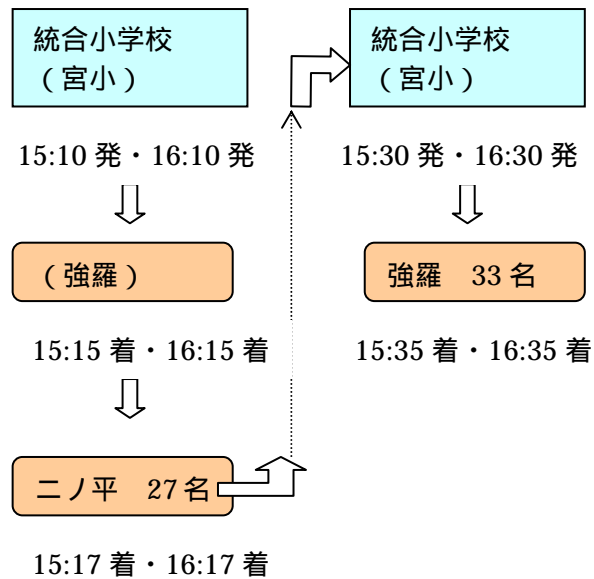 統合小学校
（宮小）
15:10 発・16:10 発
（強羅）
15:15 着・16:15 着
二ノ平　27 名
15:17 着・16:17 着
統合小学校
（宮小）
15:30 発・16:30 発
強羅　33 名
15:35 着・16:35 着